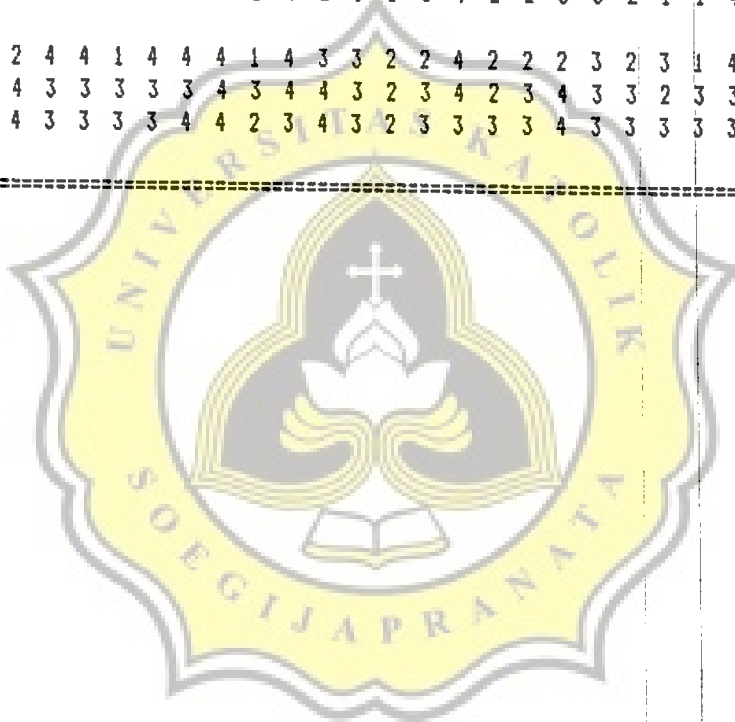 2 4 4 1 4 4 4 1 4 3 3 2 2 4 2 2 2 3 2 3 1 4
4 3 3 3 3 3 4 3 4 4 3 2 3 4 2 3 4 3 3 2 3 3
4 3 3 3 3 4 4 2 3 4 3 2 3 3 3 3 4 3 3 3 3 3
UNIVERSITAS KATOLIK
SOEGIJAPRANATA